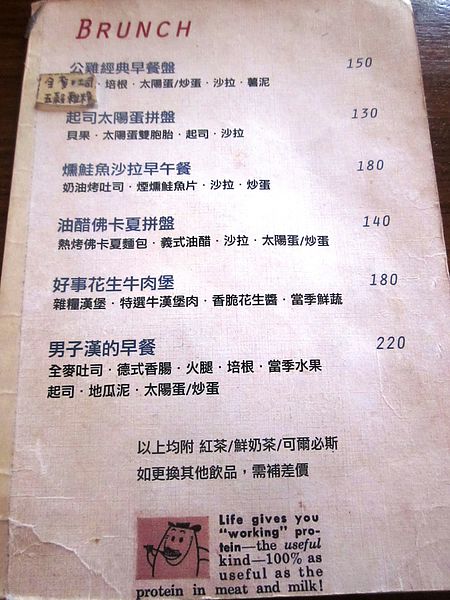 BRUNCH
公雞經典早餐盤 150
全麥吐司
五穀雜糧
‧培根‧太陽蛋/炒蛋‧沙拉‧薯泥
起司太陽蛋拼盤 130
貝果‧太陽蛋雙胞胎‧起司‧沙拉
燻鮭魚沙拉早午餐 180
奶油烤吐司‧煙燻鮭魚片‧沙拉‧炒蛋
油醋佛卡夏拼盤 140
熱烤佛卡夏麵包‧義式油醋‧沙拉‧太陽蛋/炒蛋
好事花生牛肉堡 180
雜糧漢堡‧特選牛漢堡肉‧香脆花生醬‧當季鮮蔬
男子漢的早餐 220
全麥吐司‧德式香腸‧火腿‧培根‧當季水果
起司‧地瓜泥‧太陽蛋/炒蛋
以上均附 紅茶/鮮奶茶/可爾必斯
如更換其他飲品，需補差價
Life gives you
"working" pro-
tein—the useful
kind—100% as
useful as the
protein in meat and milk!